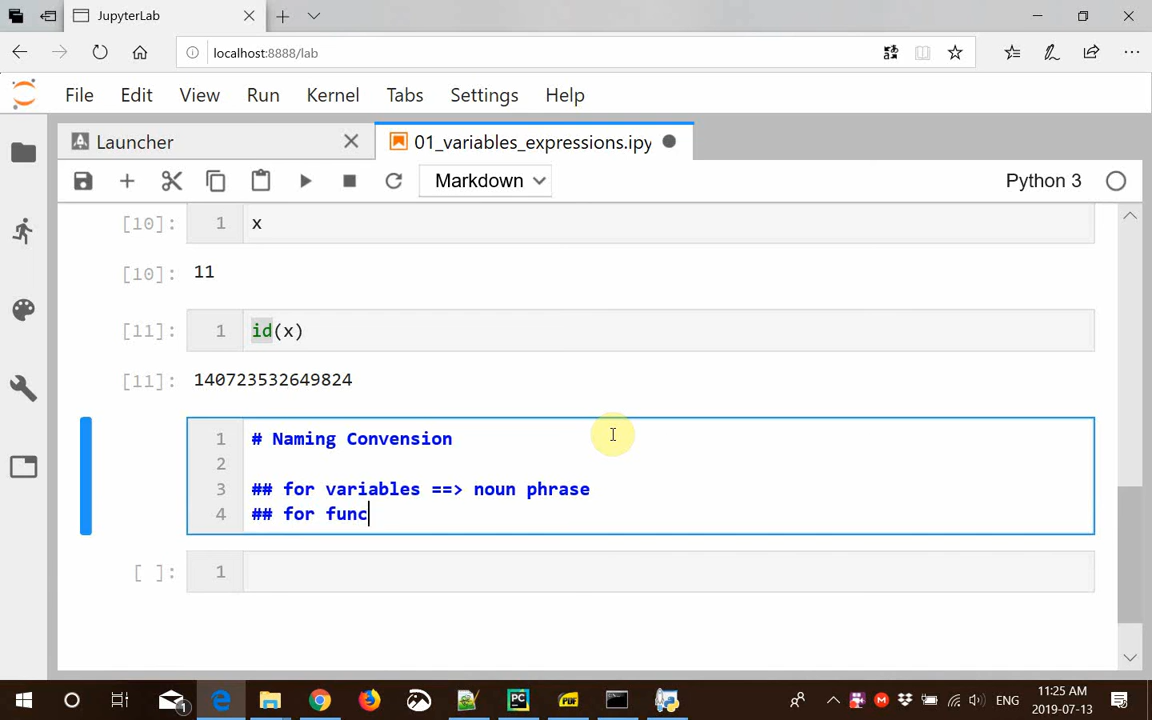 JupyterLab
localhost:8888/lab
File Edit View Run Kernel Tabs Settings Help
Launcher 01_variables_expressions.ipy
Markdown Python 3
[10]: 1 x
[10]: 11
[11]: 1 id(x)
[11]: 140723532649824
1 # Naming Convension
2
3 ## for variables ==> noun phrase
4 ## for func
[ ]: 1
ENG 11:25 AM
2019-07-13